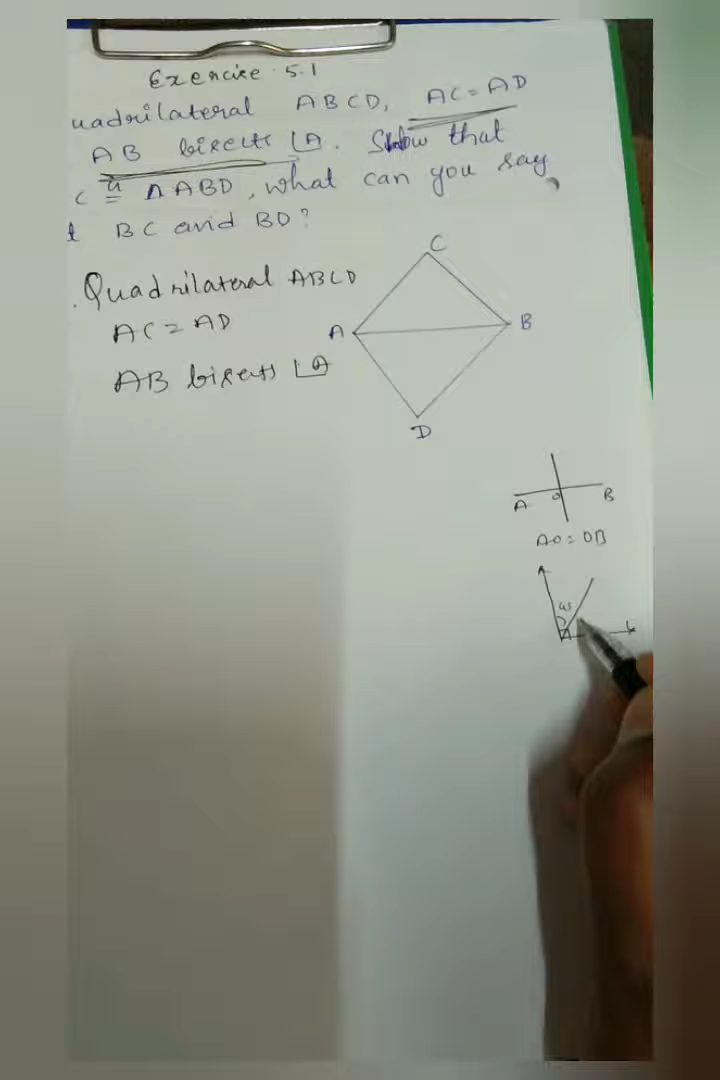 Exercise 5.1
uadrilateral ABCD, AC = AD
AB bisects ∠A. Show that
c ≅ ΔABD, what can you say
t BC and BD?
. Quadrilateral ABCD
AC = AD
AB bisects ∠A
C
A
B
D
A
O
B
AO = OB
A
45